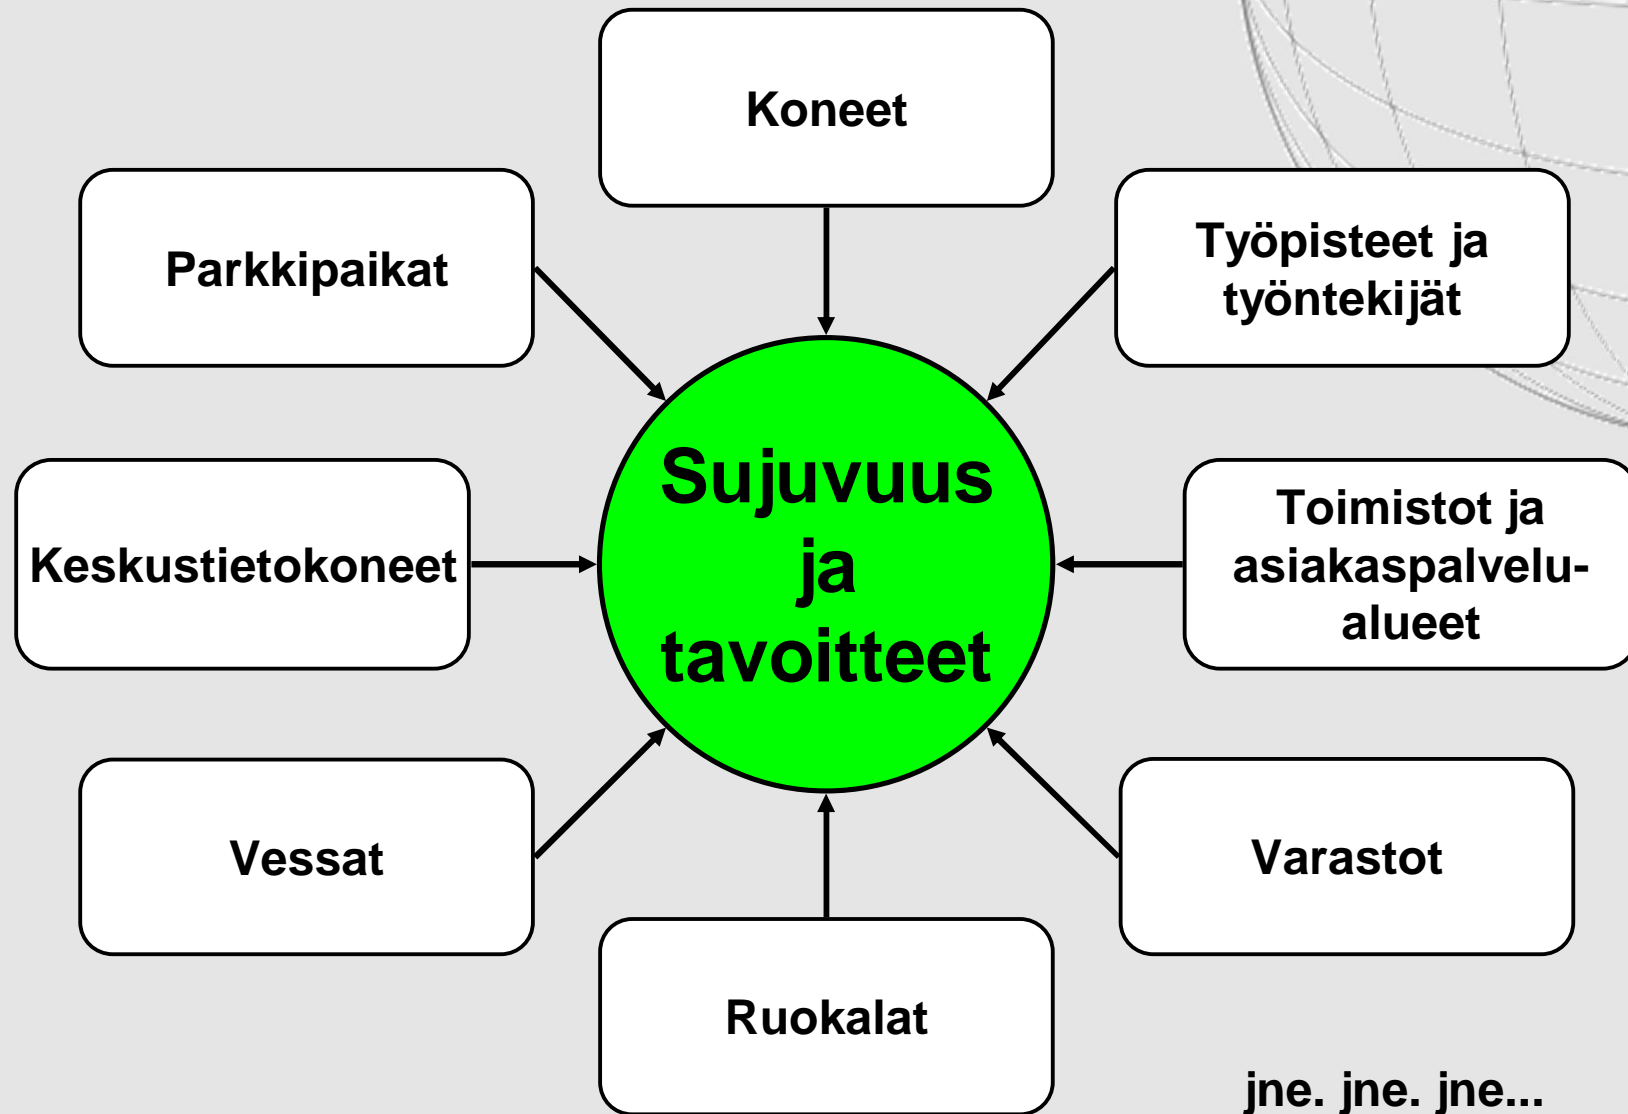 Koneet
Parkkipaikat
Työpisteet ja
työntekijät
Sujuvuus
ja
tavoitteet
Keskustietokoneet
Toimistot ja
asiakaspalvelu-
alueet
Vessat
Varastot
Ruokalat
jne. jne. jne...